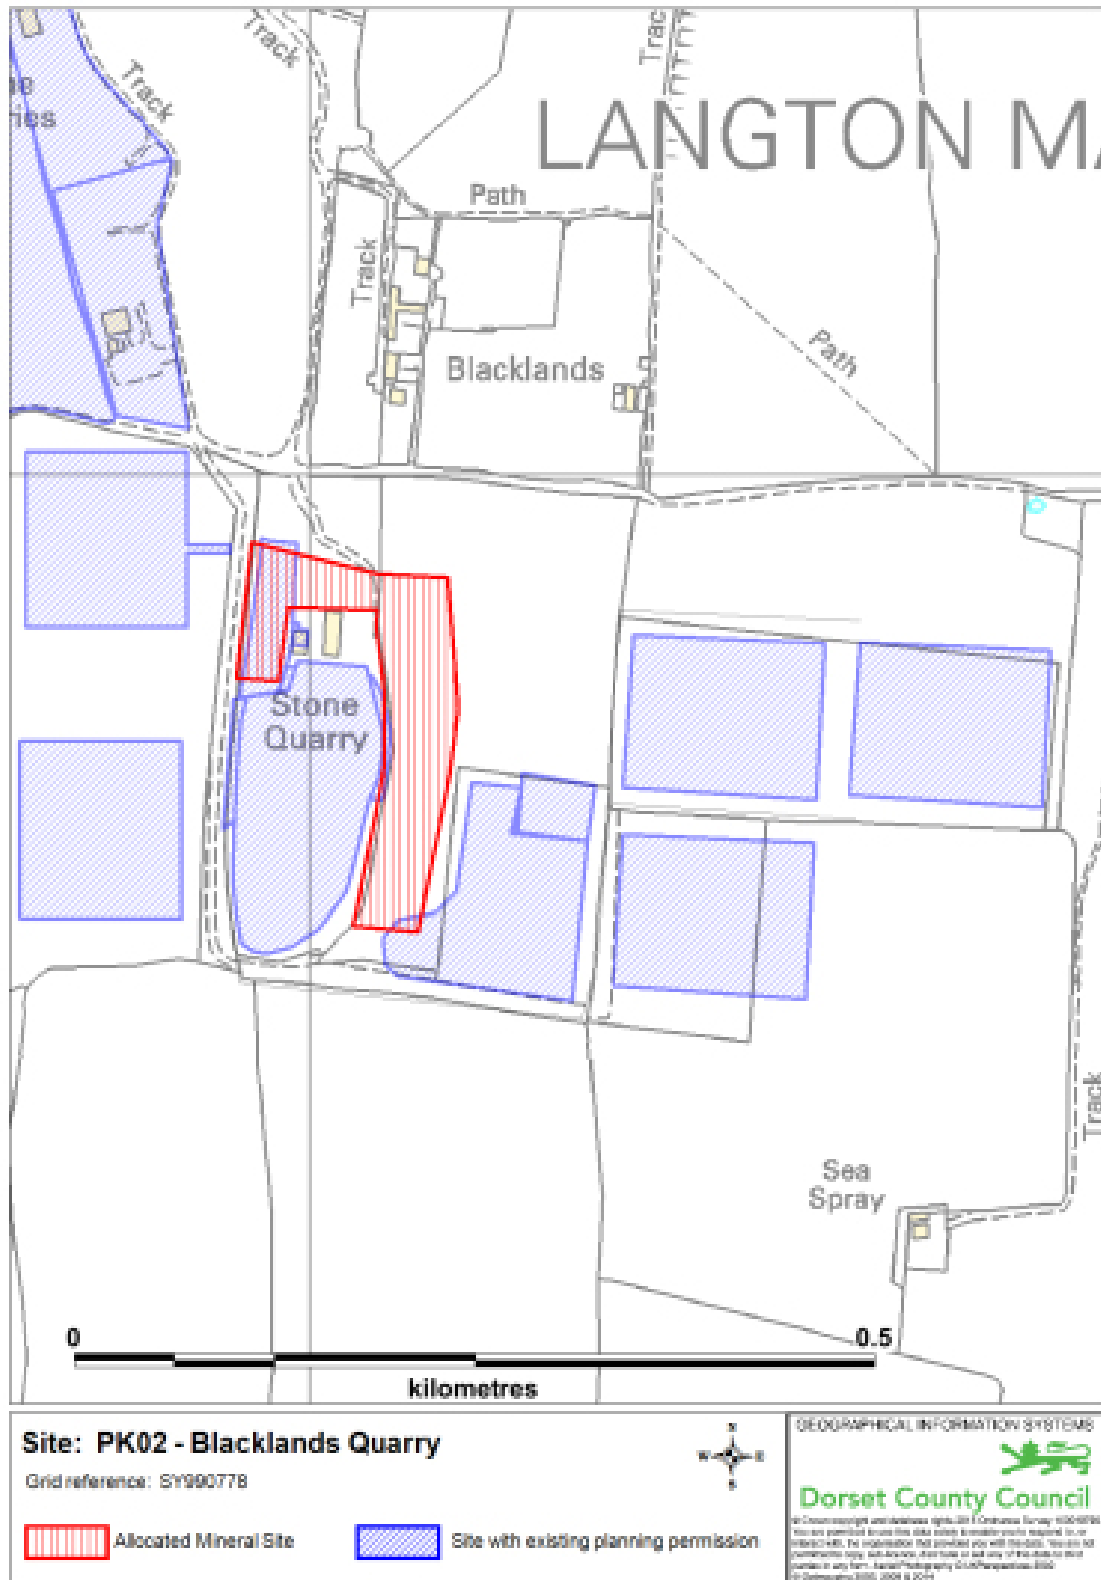 Track
Track
Track
LANGTON MA
Path
Track
Path
Blacklands
Stone
Quarry
Track
Sea
Spray
0
0.5
kilometres
Site: PK02 - Blacklands Quarry
Grid reference: SY990778
Allocated Mineral Site
Site with existing planning permission
N
W E
S
GEOGRAPHICAL INFORMATION SYSTEMS
Dorset County Council